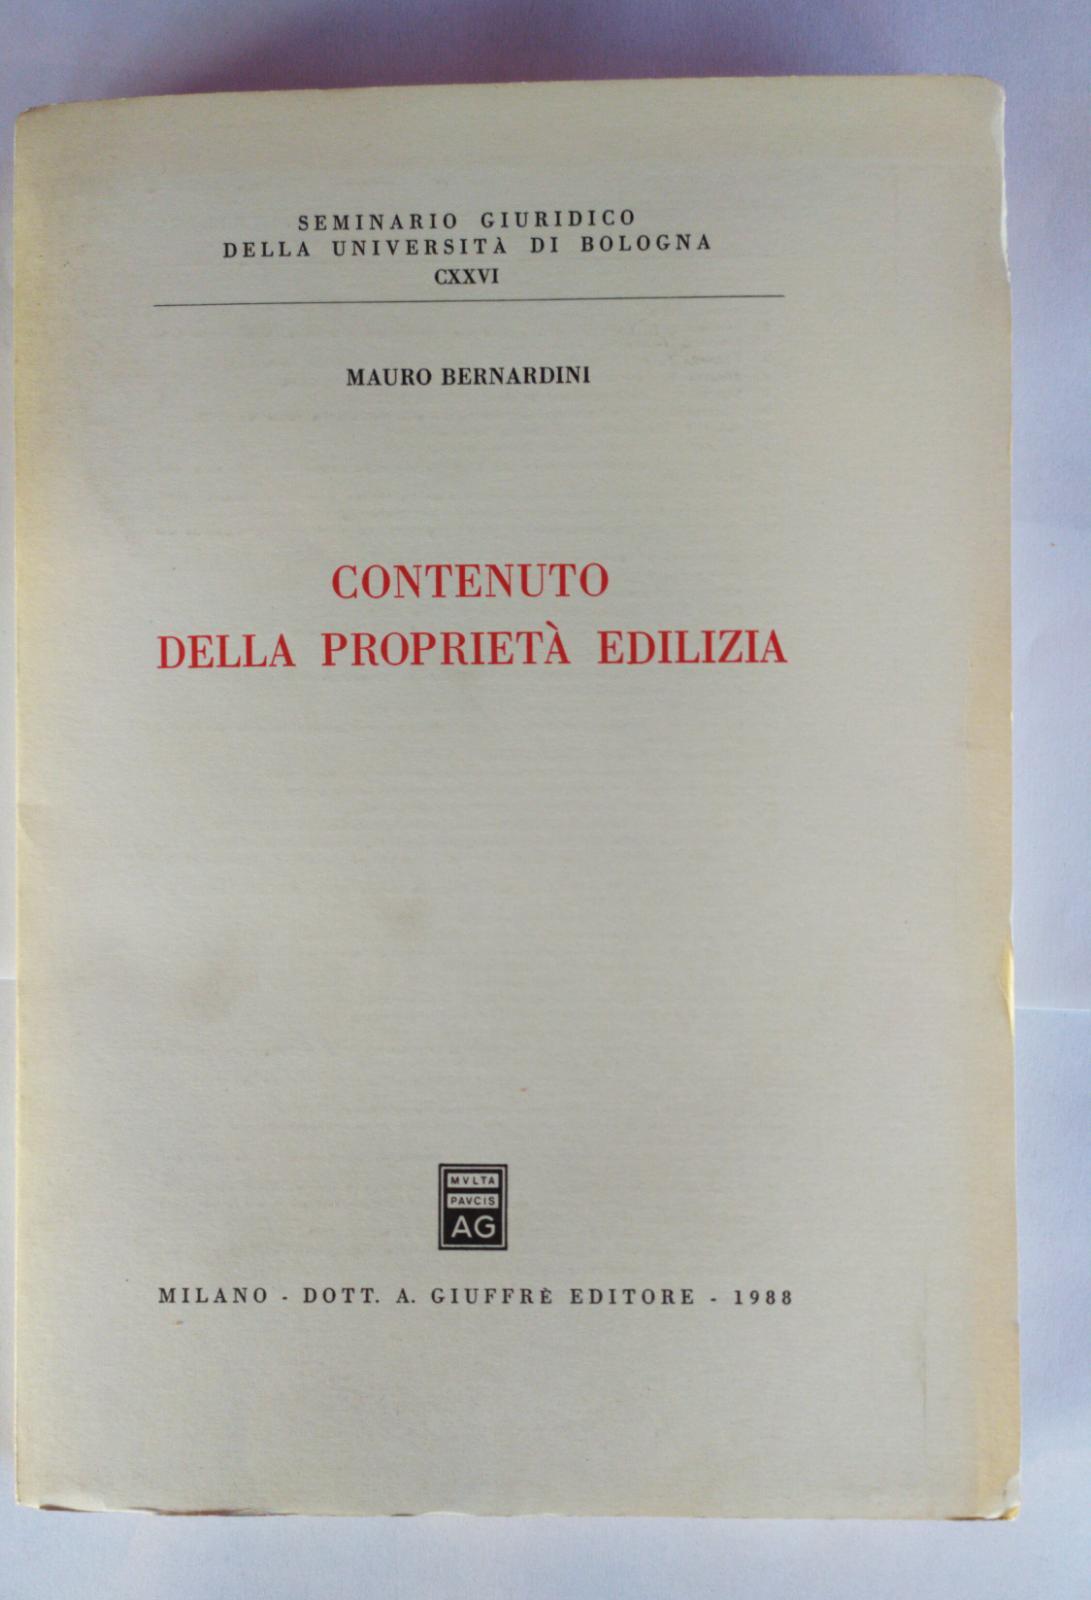 SEMINARIO GIURIDICO
DELLA UNIVERSITÀ DI BOLOGNA
CXXVI
MAURO BERNARDINI
CONTENUTO
DELLA PROPRIETÀ EDILIZIA
MVLTA
PAVCIS
AG
MILANO - DOTT. A. GIUFFRÈ EDITORE - 1988